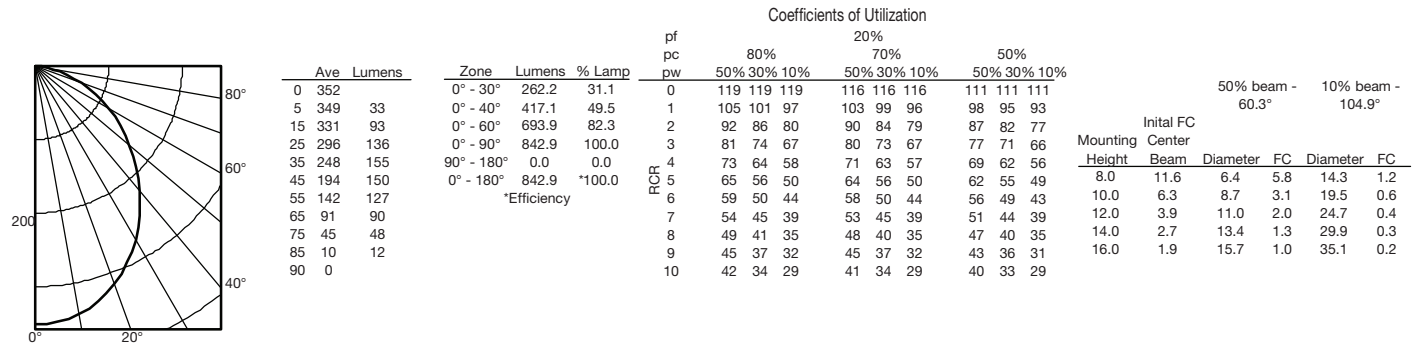 80°
60°
40°
200
0° 20°
Ave Lumens
0 352
5 349 33
15 331 93
25 296 136
35 248 155
45 194 150
55 142 127
65 91 90
75 45 48
85 10 12
90 0
Zone Lumens % Lamp
0° - 30° 262.2 31.1
0° - 40° 417.1 49.5
0° - 60° 693.9 82.3
0° - 90° 842.9 100.0
90° - 180° 0.0 0.0
0° - 180° 842.9 *100.0
*Efficiency
Coefficients of Utilization
pf 20%
pc 80% 70% 50%
pw 50% 30% 10% 50% 30% 10% 50% 30% 10%
RCR
0 119 119 119 116 116 116 111 111 111
1 105 101 97 103 99 96 98 95 93
2 92 86 80 90 84 79 87 82 77
3 81 74 67 80 73 67 77 71 66
4 73 64 58 71 63 57 69 62 56
5 65 56 50 64 56 50 62 55 49
6 59 50 44 58 50 44 56 49 43
7 54 45 39 53 45 39 51 44 39
8 49 41 35 48 40 35 47 40 35
9 45 37 32 45 37 32 43 36 31
10 42 34 29 41 34 29 40 33 29
50% beam - 10% beam -
60.3° 104.9°
Inital FC
Mounting Center
Height Beam Diameter FC Diameter FC
8.0 11.6 6.4 5.8 14.3 1.2
10.0 6.3 8.7 3.1 19.5 0.6
12.0 3.9 11.0 2.0 24.7 0.4
14.0 2.7 13.4 1.3 29.9 0.3
16.0 1.9 15.7 1.0 35.1 0.2